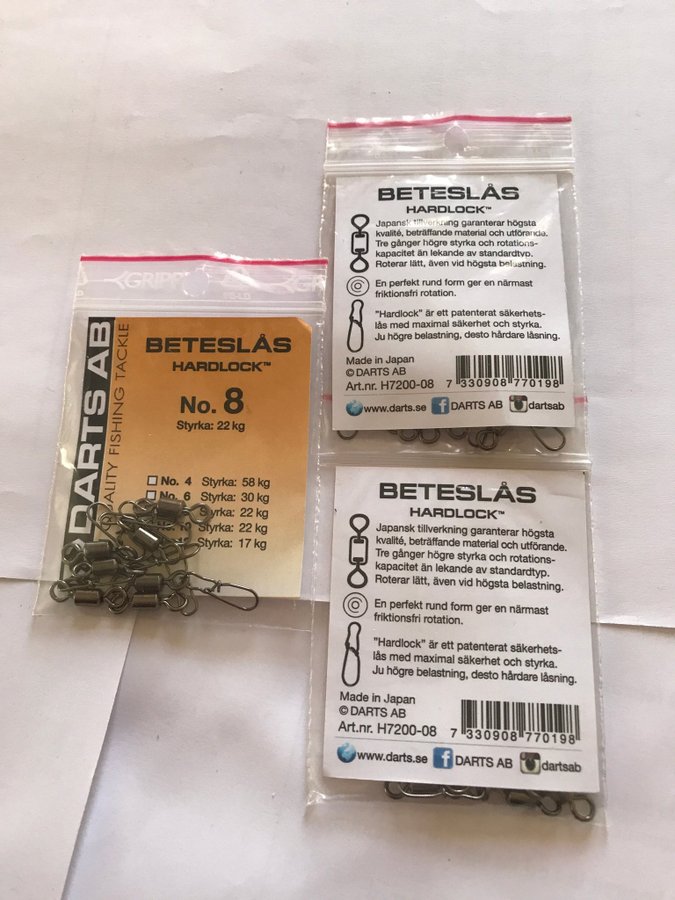 GRIPP
DARTS AB
QUALITY FISHING TACKLE
BETESLÅS
HARDLOCK™
No. 8
Styrka: 22 kg
No. 4 Styrka: 58 kg
No. 6 Styrka: 30 kg
Styrka: 22 kg
Styrka: 22 kg
Styrka: 17 kg
BETESLÅS
HARDLOCK™
Japansk tillverkning garanterar högsta
kvalité, beträffande material och utförande.
Tre gånger högre styrka och rotations-
kapacitet än lekande av standardtyp.
Roterar lätt, även vid högsta belastning.
En perfekt rund form ger en närmast
friktionsfri rotation.
"Hardlock" är ett patenterat säkerhets-
lås med maximal säkerhet och styrka.
Ju högre belastning, desto hårdare låsning.
Made in Japan
© DARTS AB
Art.nr. H7200-08 7 330908 770198
www.darts.se f DARTS AB dartsab
BETESLÅS
HARDLOCK™
Japansk tillverkning garanterar högsta
kvalité, beträffande material och utförande.
Tre gånger högre styrka och rotations-
kapacitet än lekande av standardtyp.
Roterar lätt, även vid högsta belastning.
En perfekt rund form ger en närmast
friktionsfri rotation.
"Hardlock" är ett patenterat säkerhets-
lås med maximal säkerhet och styrka.
Ju högre belastning, desto hårdare låsning.
Made in Japan
© DARTS AB
Art.nr. H7200-08 7 330908 770198
www.darts.se f DARTS AB dartsab